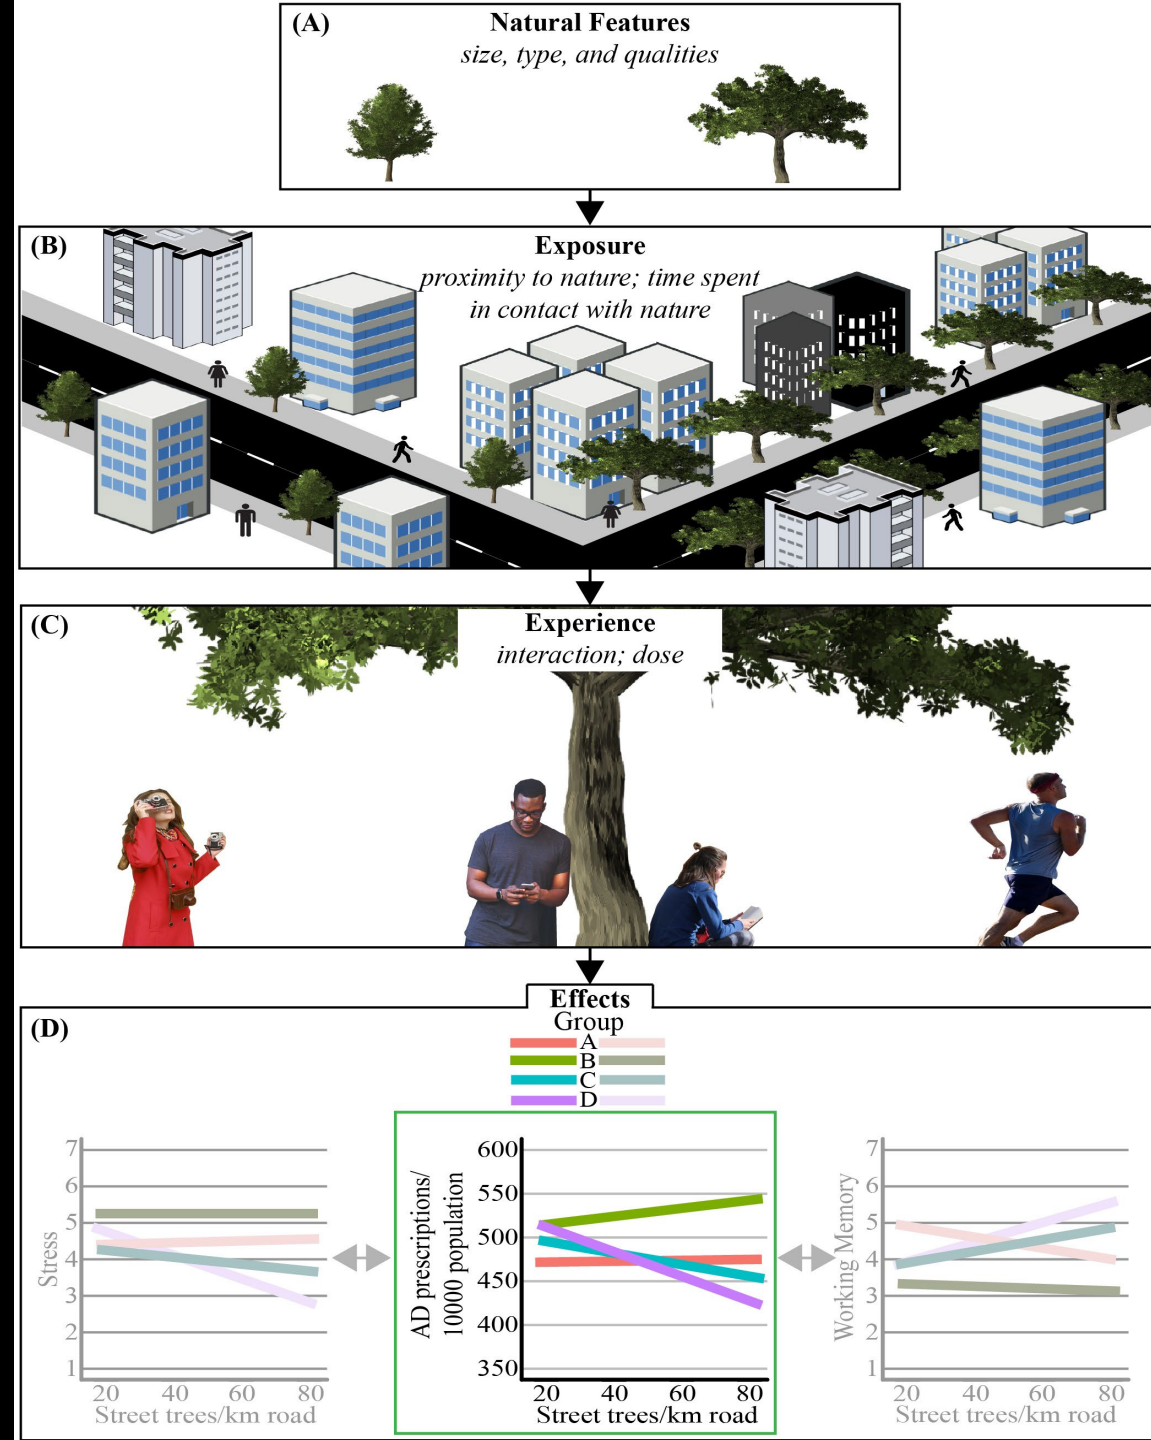 (A)
Natural Features
size, type, and qualities
(B)
Exposure
proximity to nature; time spent
in contact with nature
(C)
Experience
interaction; dose
(D)
Effects
Group
A
B
C
D
Stress
7
6
5
4
3
2
1
20 40 60 80
Street trees/km road
AD prescriptions/
10000 population
600
550
500
450
400
350
20 40 60 80
Street trees/km road
Working Memory
7
6
5
4
3
2
1
20 40 60 80
Street trees/km road